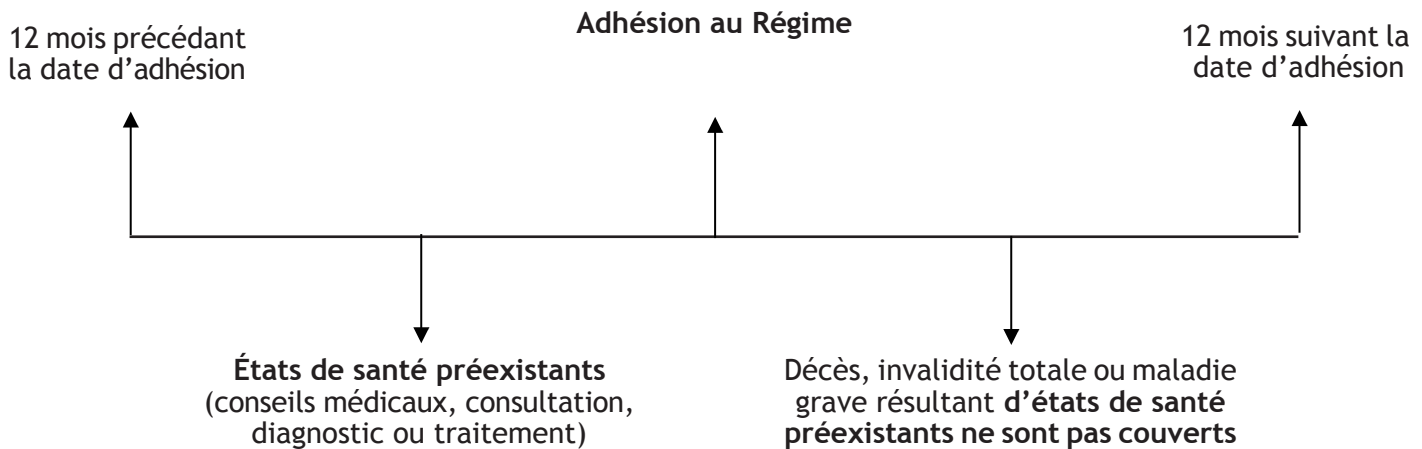 12 mois précédant
la date d’adhésion
Adhésion au Régime
12 mois suivant la
date d’adhésion
États de santé préexistants
(conseils médicaux, consultation,
diagnostic ou traitement)
Décès, invalidité totale ou maladie
grave résultant d’états de santé
préexistants ne sont pas couverts